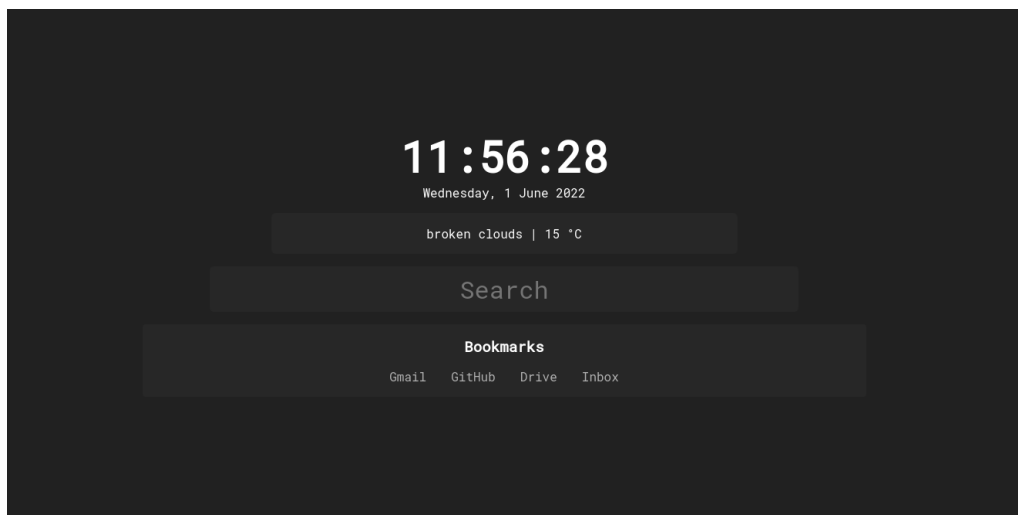 11:56:28
Wednesday, 1 June 2022
broken clouds | 15 °C
Search
Bookmarks
Gmail GitHub Drive Inbox